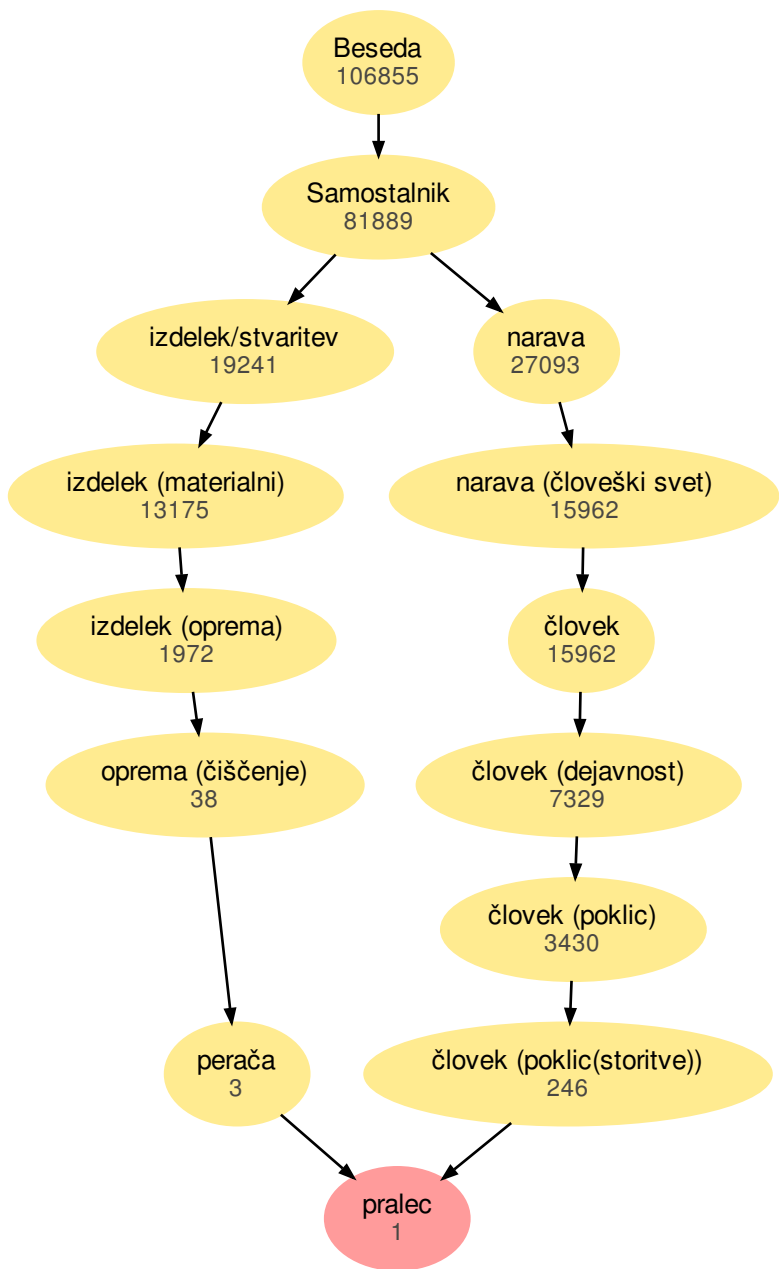 Beseda
106855
Samostalnik
81889
izdelek/stvaritev
19241
narava
27093
izdelek (materialni)
13175
narava (človeški svet)
15962
izdelek (oprema)
1972
človek
15962
oprema (čiščenje)
38
človek (dejavnost)
7329
človek (poklic)
3430
perača
3
človek (poklic(storitve))
246
pralec
1